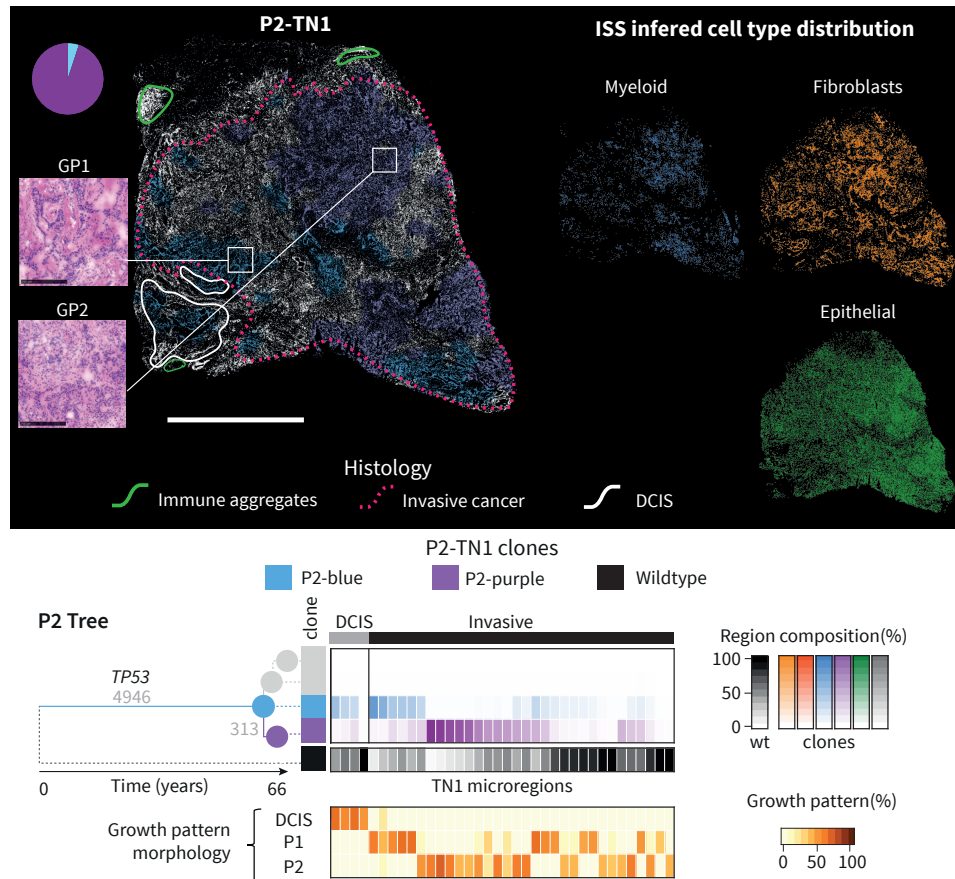 P2-TN1
ISS infered cell type distribution
Myeloid
Fibroblasts
GP1
GP2
Epithelial
Histology
Immune aggregates
Invasive cancer
DCIS
P2-TN1 clones
P2-blue
P2-purple
Wildtype
P2 Tree
clone
DCIS
Invasive
Region composition(%)
TP53
4946
313
100
50
0
wt
clones
0
Time (years)
66
TN1 microregions
Growth pattern
morphology
DCIS
P1
P2
Growth pattern(%)
0
50
100